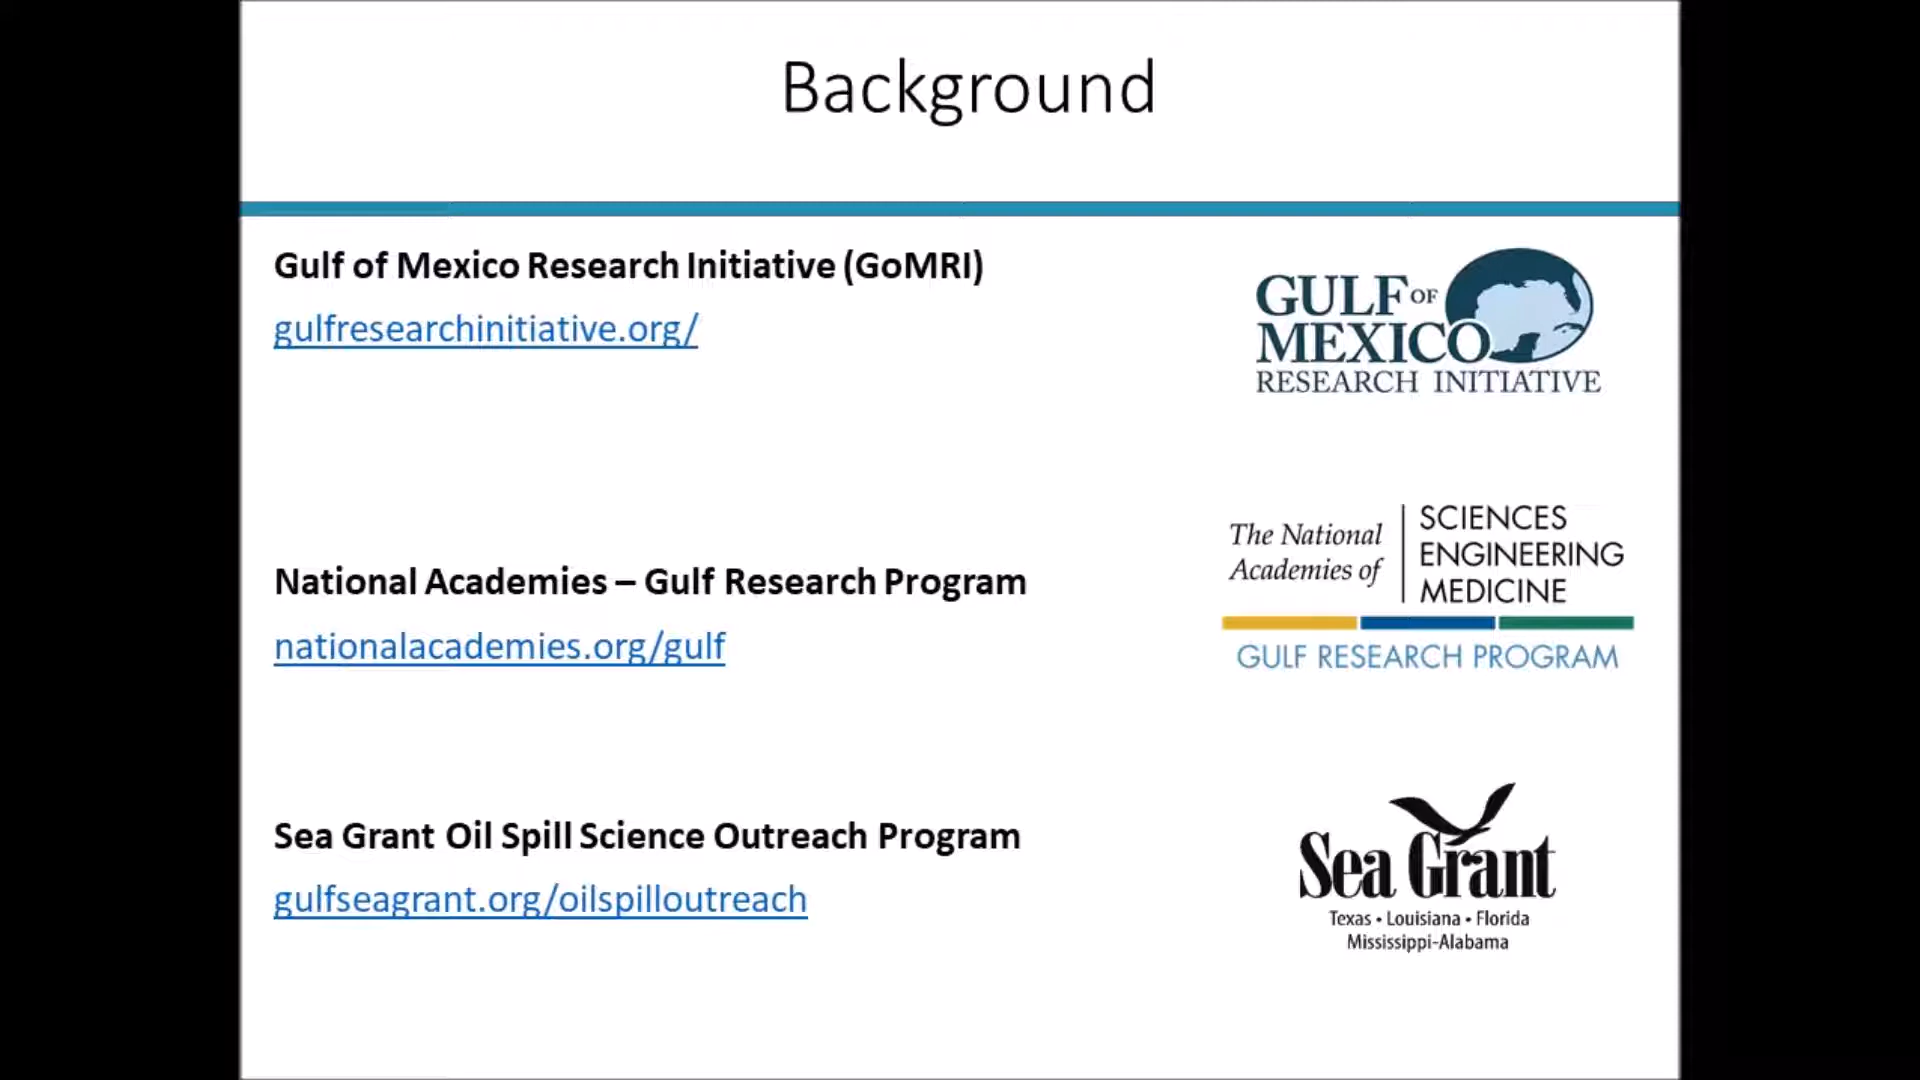 Background
Gulf of Mexico Research Initiative (GoMRI)
gulfresearchinitiative.org/
GULF OF
MEXICO
RESEARCH INITIATIVE
National Academies – Gulf Research Program
nationalacademies.org/gulf
The National
Academies of
SCIENCES
ENGINEERING
MEDICINE
GULF RESEARCH PROGRAM
Sea Grant Oil Spill Science Outreach Program
gulfseagrant.org/oilspilloutreach
Sea Grant
Texas • Louisiana • Florida
Mississippi-Alabama